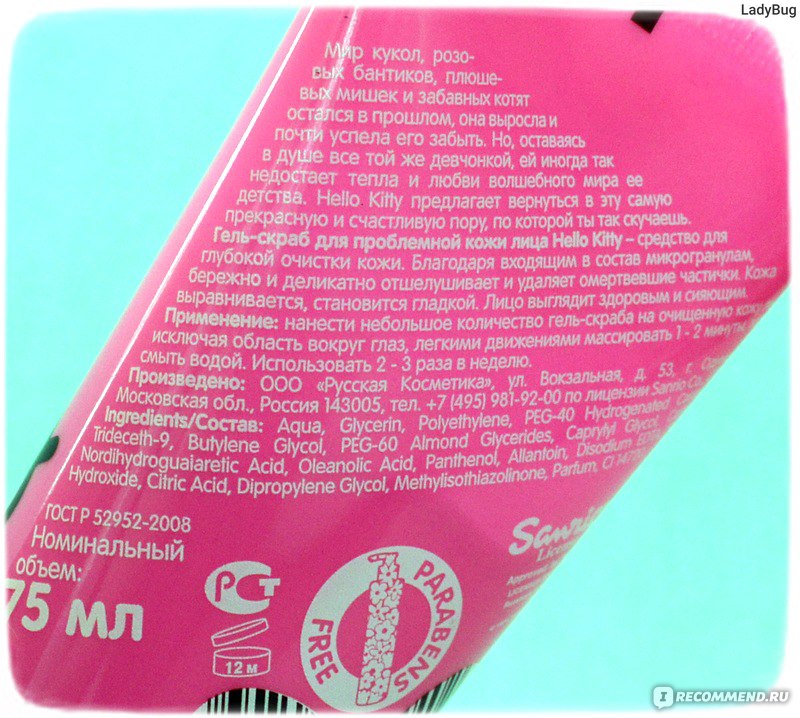 LadyBug
Мир кукол, розо-
вых бантиков, плюше-
вых мишек и забавных котят
остался в прошлом, она выросла и
почти успела его забыть. Но, оставаясь
в душе все той же девчонкой, ей иногда так
недостает тепла и любви волшебного мира ее
детства. Hello Kitty предлагает вернуться в эту самую
прекрасную и счастливую пору, по которой ты так скучаешь.
Гель-скраб для проблемной кожи лица Hello Kitty – средство для
глубокой очистки кожи. Благодаря входящим в состав микрогранулам,
бережно и деликатно отшелушивает и удаляет омертвевшие частички. Кожа
выравнивается, становится гладкой. Лицо выглядит здоровым и сияющим.
Применение: нанести небольшое количество гель-скраба на очищенную кожу,
исключая область вокруг глаз, легкими движениями массировать 1 - 2 минуты,
смыть водой. Использовать 2 - 3 раза в неделю.
Произведено: ООО «Русская Косметика», ул. Вокзальная, д. 53, г.
Московская обл., Россия 143005, тел. +7 (495) 981-92-00 по лицензии Sanrio
Ingredients/Состав: Aqua, Glycerin, Polyethylene, PEG-40 Hydrogenated
Trideceth-9, Butylene Glycol, PEG-60 Almond Glycerides, Caprylyl Glycol,
Nordihydroguaiaretic Acid, Oleanolic Acid, Panthenol, Allantoin, Disodium
Hydroxide, Citric Acid, Dipropylene Glycol, Methylisothiazolinone, Parfum, CI
ГОСТ Р 52952-2008
Номинальный
объем:
75 мл
РСТ
12 м
PARABENS
FREE
I RECOMMEND.RU